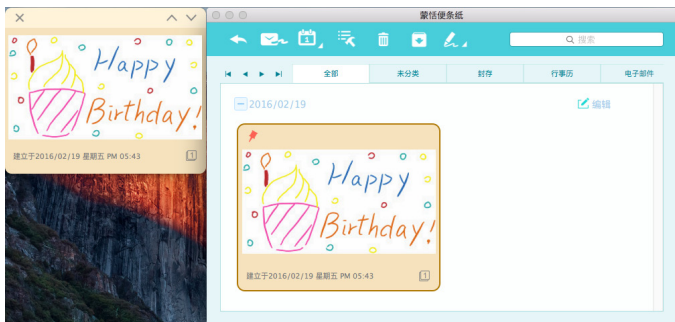 Happy
Birthday!
建立于2016/02/19 星期五 PM 05:43
1
蒙恬便条纸
1
搜索
全部
未分类
封存
行事历
电子邮件
2016/02/19
编辑
Happy
Birthday!
建立于2016/02/19 星期五 PM 05:43
1